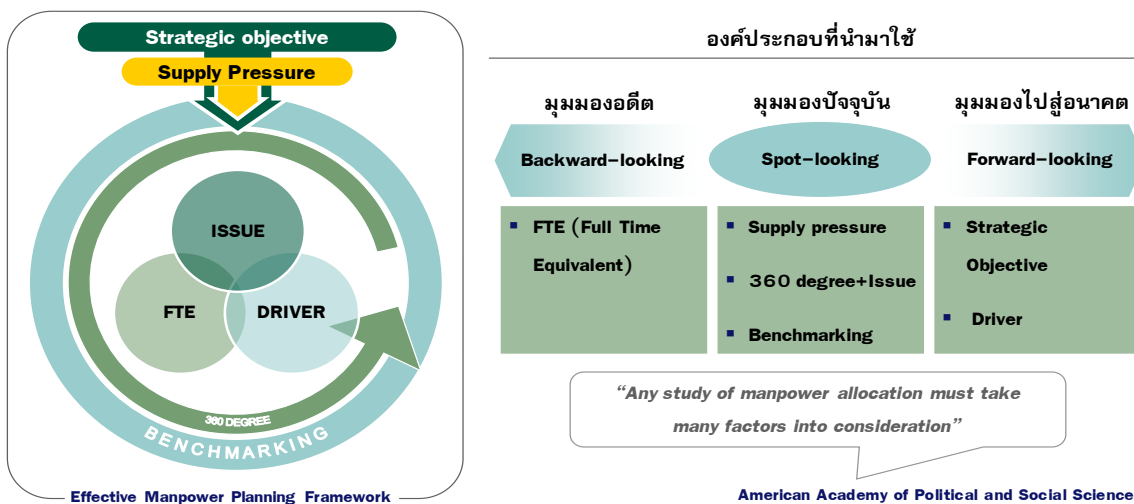 Strategic objective
Supply Pressure
ISSUE
FTE
DRIVER
360 DEGREE
BENCHMARKING
Effective Manpower Planning Framework
องค์ประกอบที่นำมาใช้
มุมมองอดีต
มุมมองปัจจุบัน
มุมมองไปสู่อนาคต
Backward-looking
Spot-looking
Forward-looking
▪ FTE (Full Time
Equivalent)
▪ Supply pressure
▪ 360 degree+Issue
▪ Benchmarking
▪ Strategic
Objective
▪ Driver
“Any study of manpower allocation must take
many factors into consideration”
American Academy of Political and Social Science